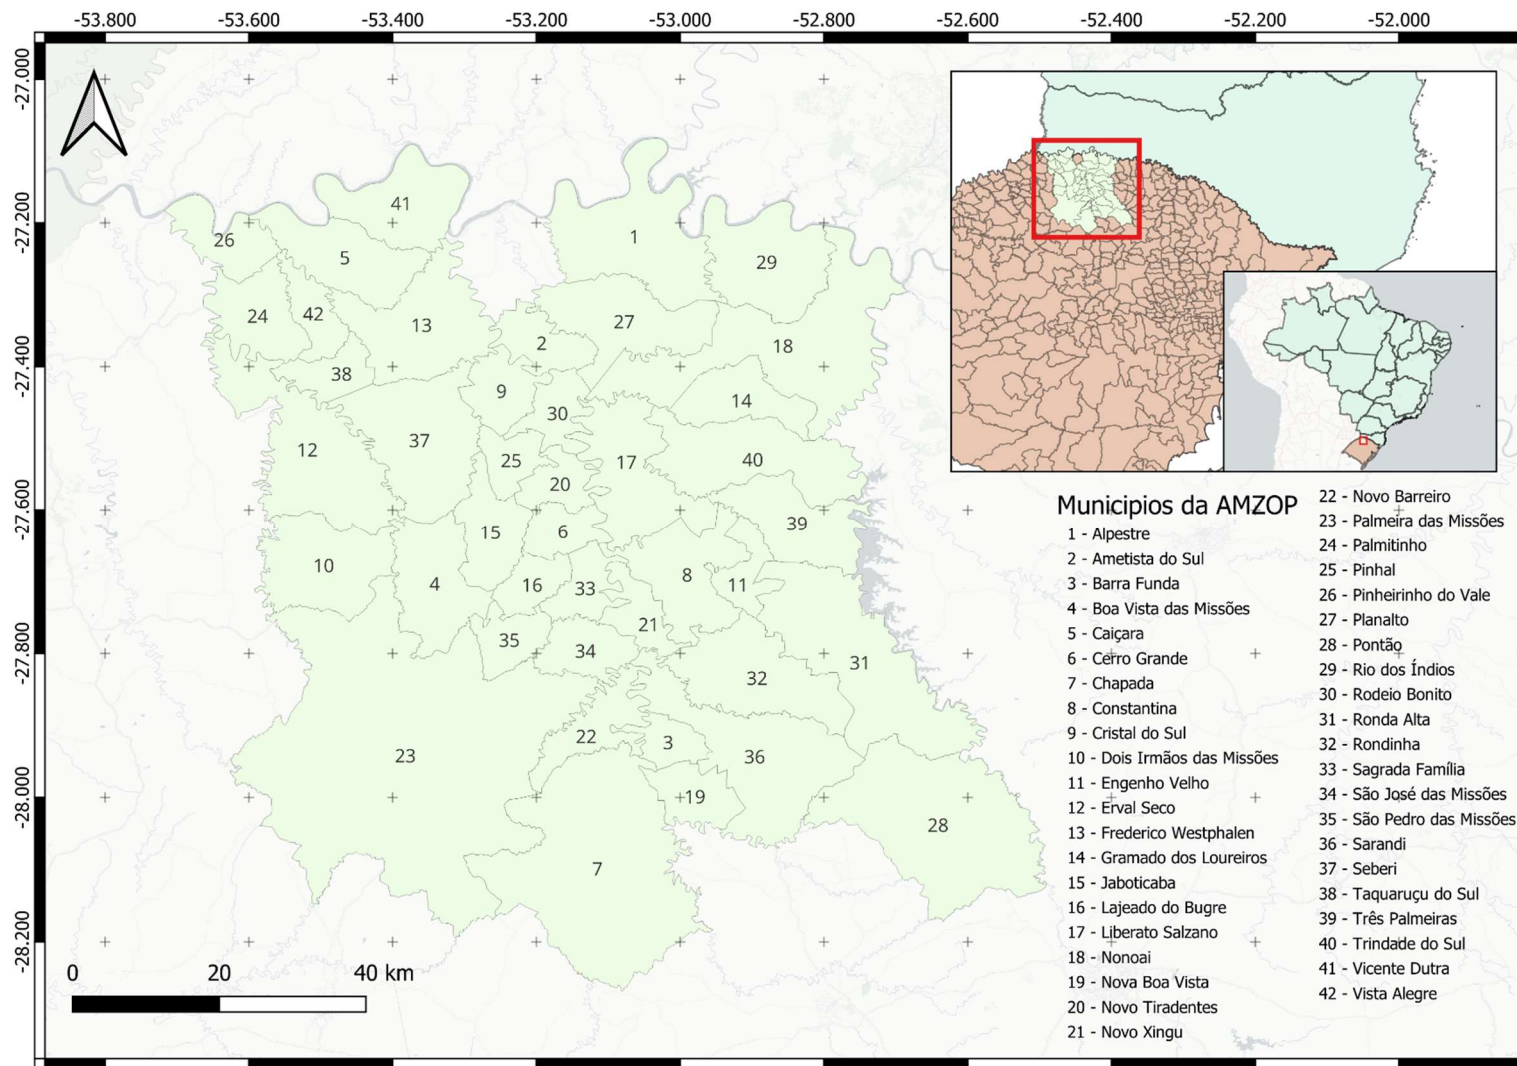 -53.800 -53.600 -53.400 -53.200 -53.000 -52.800 -52.600 -52.400 -52.200 -52.000
-27.000
-27.200
-27.400
-27.600
-27.800
-28.000
-28.200
41
26
1
5
29
24
42
13
27
2
18
38
9
14
30
37
12
25
17
40
20
39
15
6
10
4
16
33
8
11
21
35
34
31
32
22
3
23
36
19
28
7
0 20 40 km
Municipios da AMZOP
1 - Alpestre
2 - Ametista do Sul
3 - Barra Funda
4 - Boa Vista das Missões
5 - Caiçara
6 - Cerro Grande
7 - Chapada
8 - Constantina
9 - Cristal do Sul
10 - Dois Irmãos das Missões
11 - Engenho Velho
12 - Erval Seco
13 - Frederico Westphalen
14 - Gramado dos Loureiros
15 - Jaboticaba
16 - Lajeado do Bugre
17 - Liberato Salzano
18 - Nonoai
19 - Nova Boa Vista
20 - Novo Tiradentes
21 - Novo Xingu
22 - Novo Barreiro
23 - Palmeira das Missões
24 - Palmitinho
25 - Pinhal
26 - Pinheirinho do Vale
27 - Planalto
28 - Pontão
29 - Rio dos Índios
30 - Rodeio Bonito
31 - Ronda Alta
32 - Rondinha
33 - Sagrada Família
34 - São José das Missões
35 - São Pedro das Missões
36 - Sarandi
37 - Seberi
38 - Taquaruçu do Sul
39 - Três Palmeiras
40 - Trindade do Sul
41 - Vicente Dutra
42 - Vista Alegre